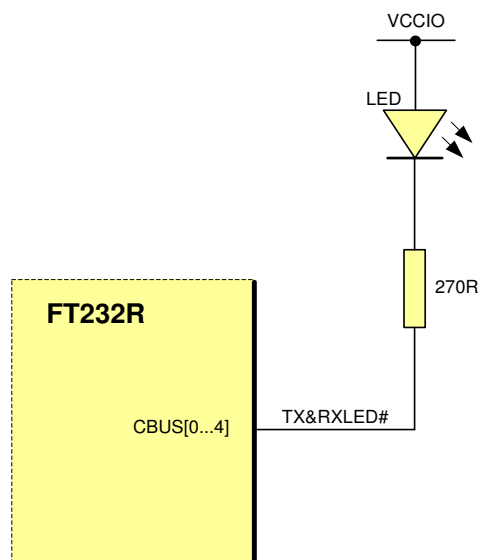 VCCIO
LED
270R
FT232R
CBUS[0...4]
TX&RXLED#